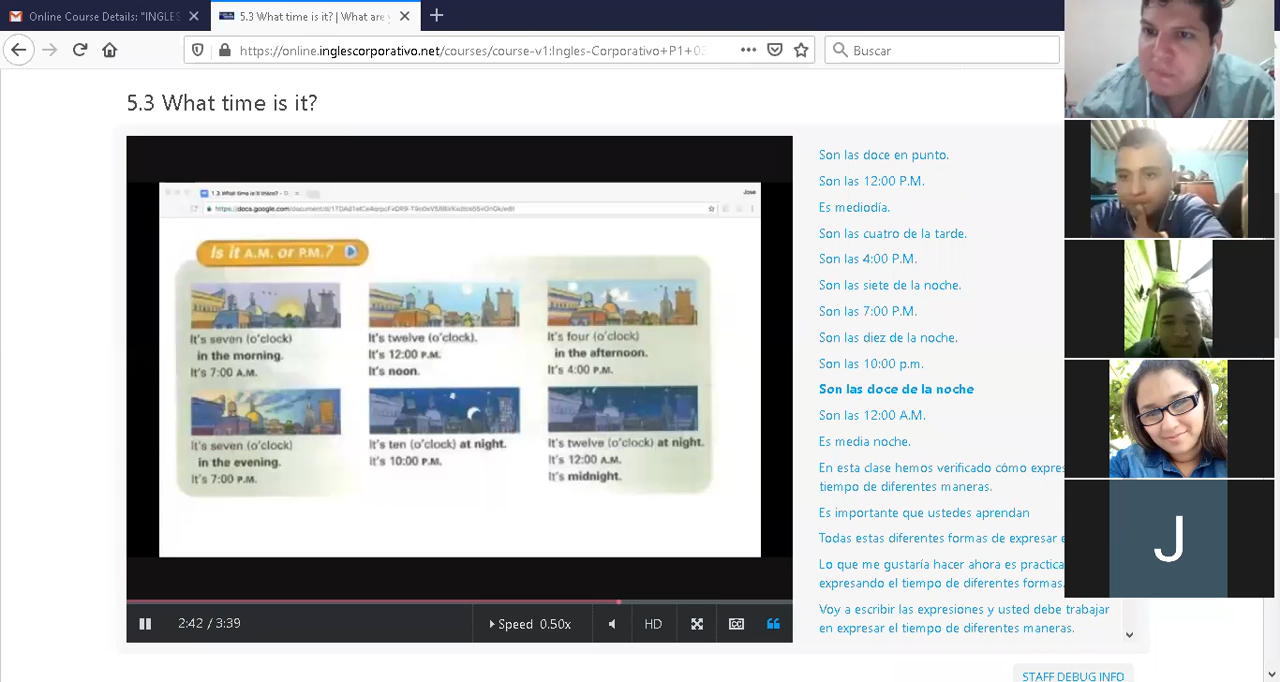 Online Course Details: "INGLES
5.3 What time is it? | What are
https://online.inglescorporativo.net/courses/course-v1:Ingles-Corporativo+P1+03
Buscar
5.3 What time is it?
1.3. What time is it there? - D
Jose
Is it A.M. or P.M.?
It's seven (o'clock)
in the morning.
It's 7:00 A.M.
It's twelve (o'clock).
It's 12:00 P.M.
It's noon.
It's four (o'clock)
in the afternoon.
It's 4:00 P.M.
It's seven (o'clock)
in the evening.
It's 7:00 P.M.
It's ten (o'clock) at night.
It's 10:00 P.M.
It's twelve (o'clock) at night.
It's 12:00 A.M.
It's midnight.
2:42 / 3:39
Speed 0.50x
HD
Son las doce en punto.
Son las 12:00 P.M.
Es mediodía.
Son las cuatro de la tarde.
Son las 4:00 P.M.
Son las siete de la noche.
Son las 7:00 P.M.
Son las diez de la noche.
Son las 10:00 p.m.
Son las doce de la noche
Son las 12:00 A.M.
Es media noche.
En esta clase hemos verificado cómo expre
tiempo de diferentes maneras.
Es importante que ustedes aprendan
Todas estas diferentes formas de expresar e
Lo que me gustaría hacer ahora es practica
expresando el tiempo de diferentes formas.
Voy a escribir las expresiones y usted debe trabajar
en expresar el tiempo de diferentes maneras.
J
STAFF DEBUG INFO